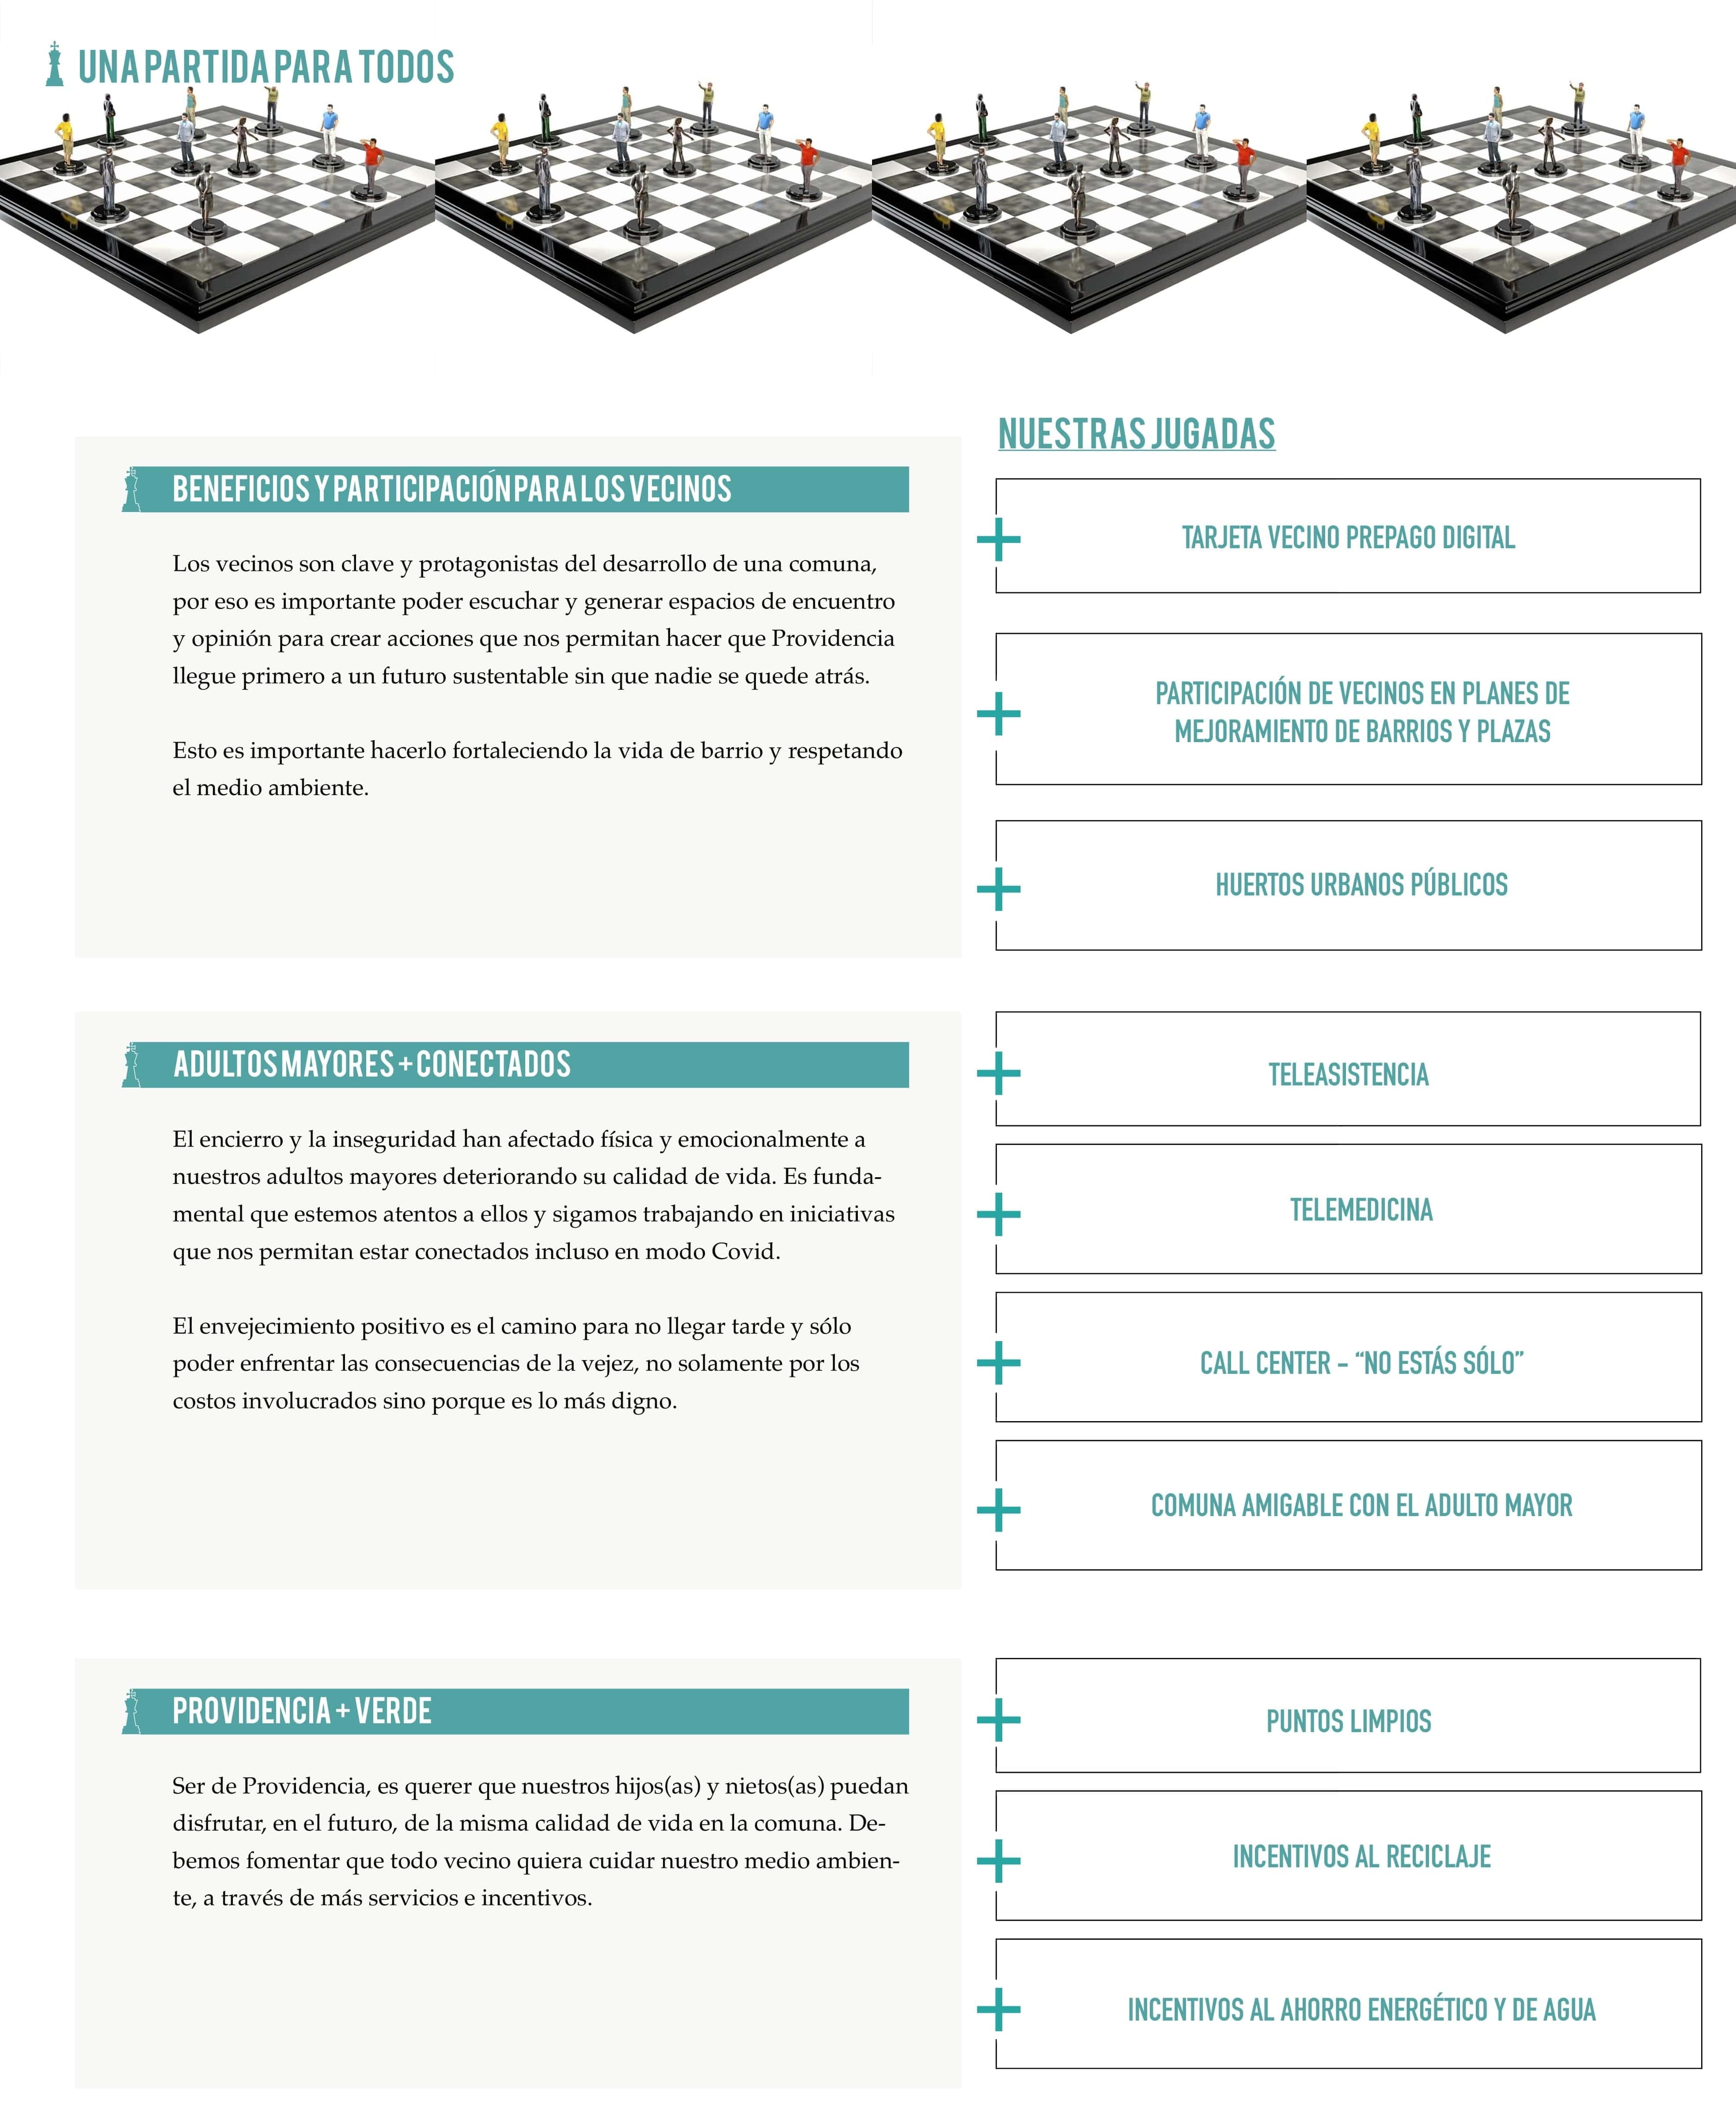 UNA PARTIDA PARA TODOS
NUESTRAS JUGADAS
BENEFICIOS Y PARTICIPACIÓN PARA LOS VECINOS
Los vecinos son clave y protagonistas del desarrollo de una comuna,
por eso es importante poder escuchar y generar espacios de encuentro
y opinión para crear acciones que nos permitan hacer que Providencia
llegue primero a un futuro sustentable sin que nadie se quede atrás.
Esto es importante hacerlo fortaleciendo la vida de barrio y respetando
el medio ambiente.
+ TARJETA VECINO PREPAGO DIGITAL
+ PARTICIPACIÓN DE VECINOS EN PLANES DE
MEJORAMIENTO DE BARRIOS Y PLAZAS
+ HUERTOS URBANOS PÚBLICOS
ADULTOS MAYORES + CONECTADOS
El encierro y la inseguridad han afectado física y emocionalmente a
nuestros adultos mayores deteriorando su calidad de vida. Es funda-
mental que estemos atentos a ellos y sigamos trabajando en iniciativas
que nos permitan estar conectados incluso en modo Covid.
El envejecimiento positivo es el camino para no llegar tarde y sólo
poder enfrentar las consecuencias de la vejez, no solamente por los
costos involucrados sino porque es lo más digno.
+ TELEASISTENCIA
+ TELEMEDICINA
+ CALL CENTER - “NO ESTÁS SÓLO”
+ COMUNA AMIGABLE CON EL ADULTO MAYOR
PROVIDENCIA + VERDE
Ser de Providencia, es querer que nuestros hijos(as) y nietos(as) puedan
disfrutar, en el futuro, de la misma calidad de vida en la comuna. De-
bemos fomentar que todo vecino quiera cuidar nuestro medio ambien-
te, a través de más servicios e incentivos.
+ PUNTOS LIMPIOS
+ INCENTIVOS AL RECICLAJE
+ INCENTIVOS AL AHORRO ENERGÉTICO Y DE AGUA